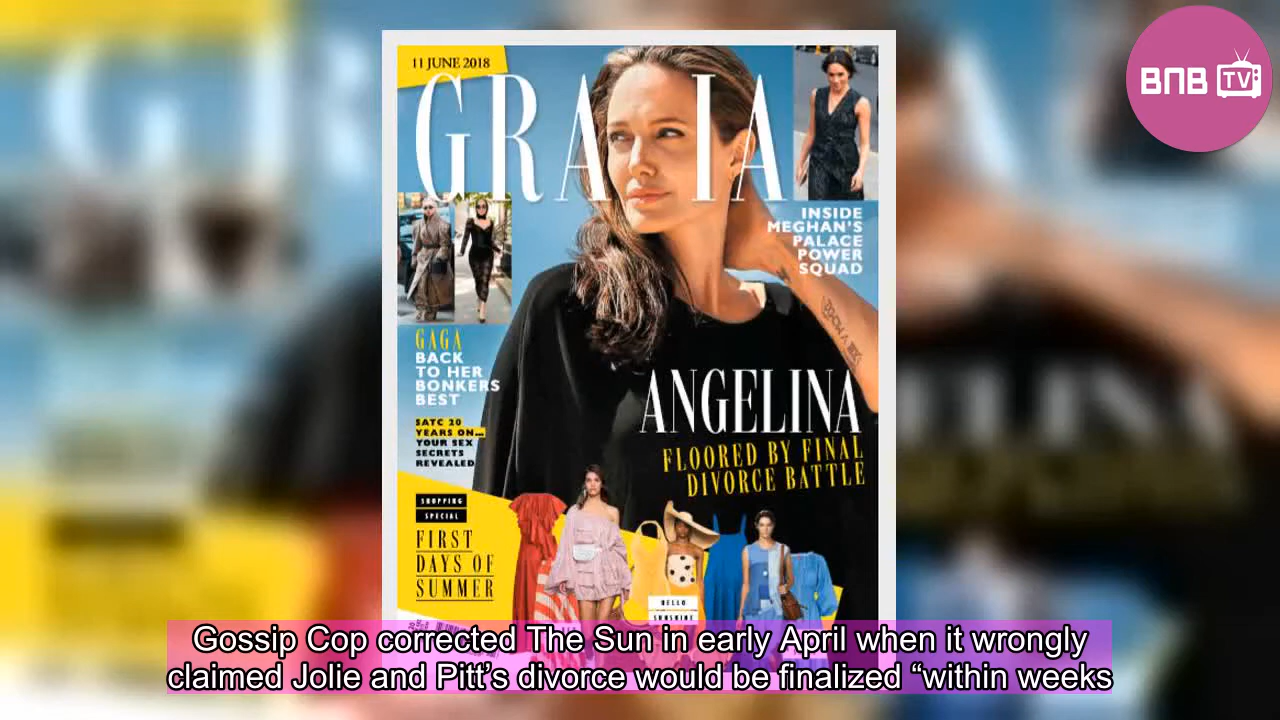 BNB TV
11 JUNE 2018
GRAZIA
INSIDE
MEGHAN'S
PALACE
POWER
SQUAD
GAGA
BACK
TO HER
BONKERS
BEST
SATC 20
YEARS ON...
YOUR SEX
SECRETS
REVEALED
ANGELINA
FLOORED BY FINAL
DIVORCE BATTLE
SHOPPING
SPECIAL
FIRST
DAYS OF
SUMMER
HELLO
SUNSHINE
Gossip Cop corrected The Sun in early April when it wrongly
claimed Jolie and Pitt’s divorce would be finalized “within weeks